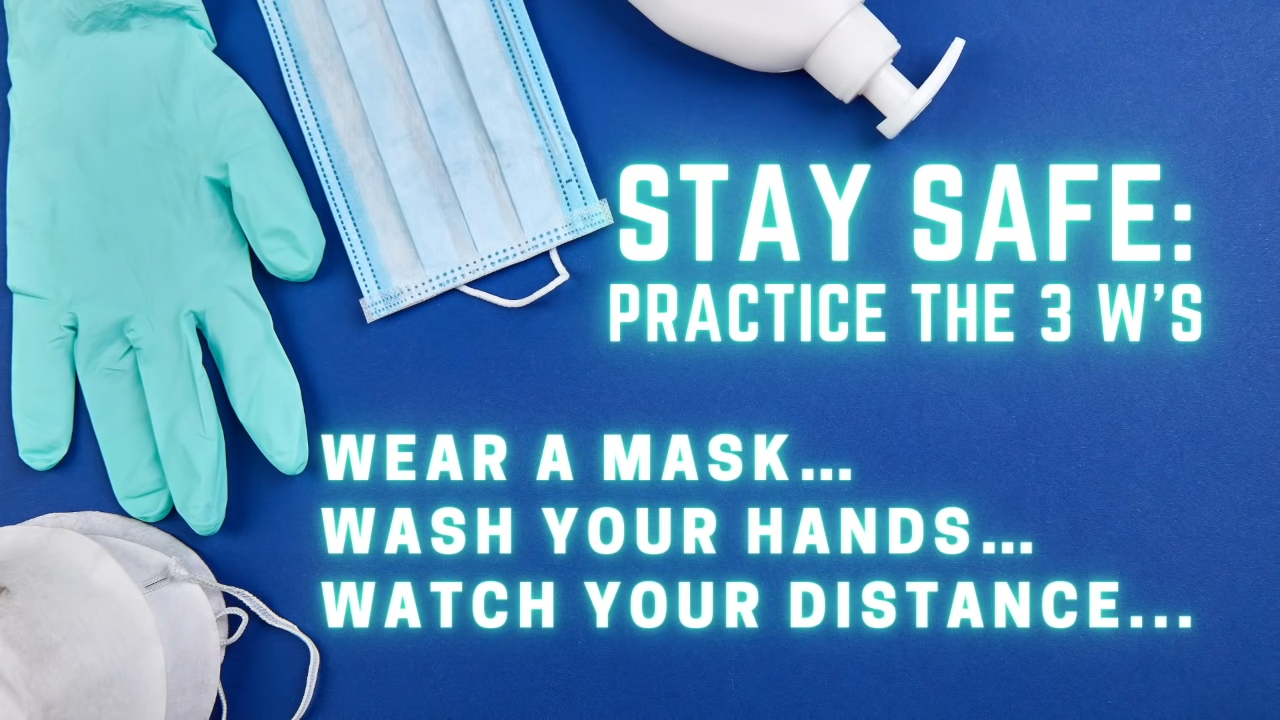 STAY SAFE:
PRACTICE THE 3 W'S
WEAR A MASK...
WASH YOUR HANDS...
WATCH YOUR DISTANCE...